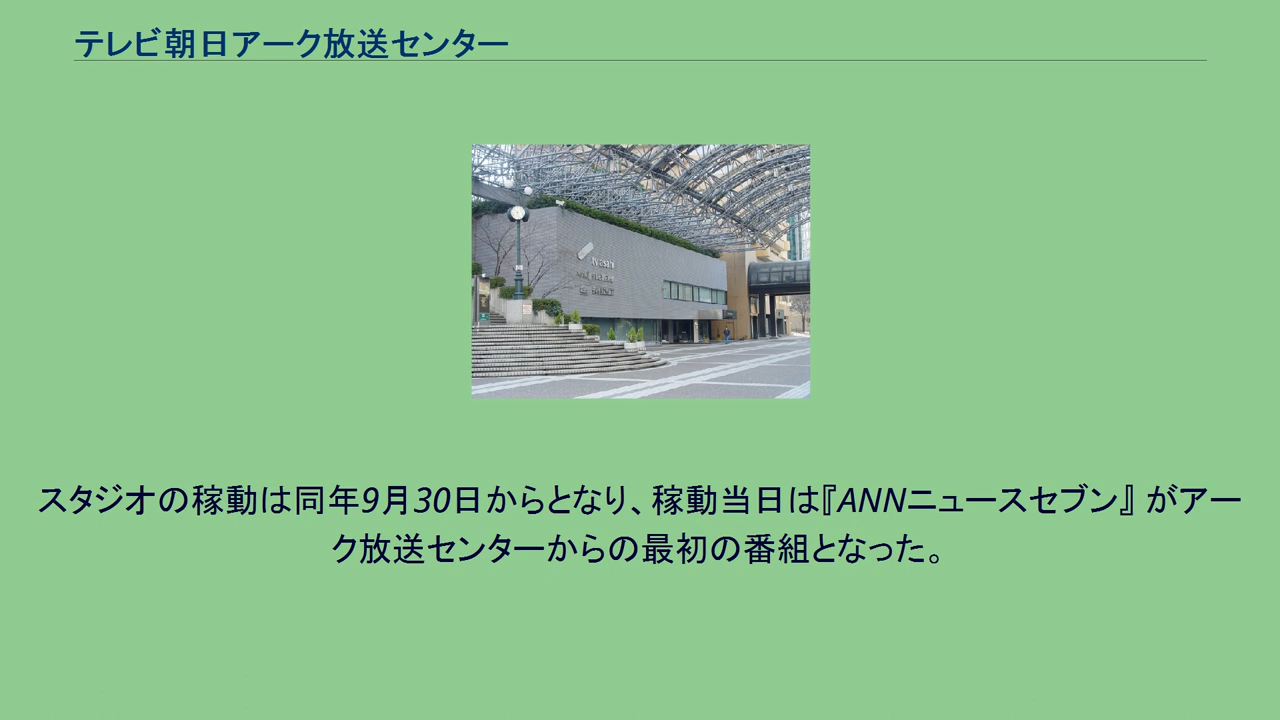 テレビ朝日アーク放送センター
スタジオの稼動は同年9月30日からとなり、稼動当日は『ANNニュースセブン』 がアー
ク放送センターからの最初の番組となった。